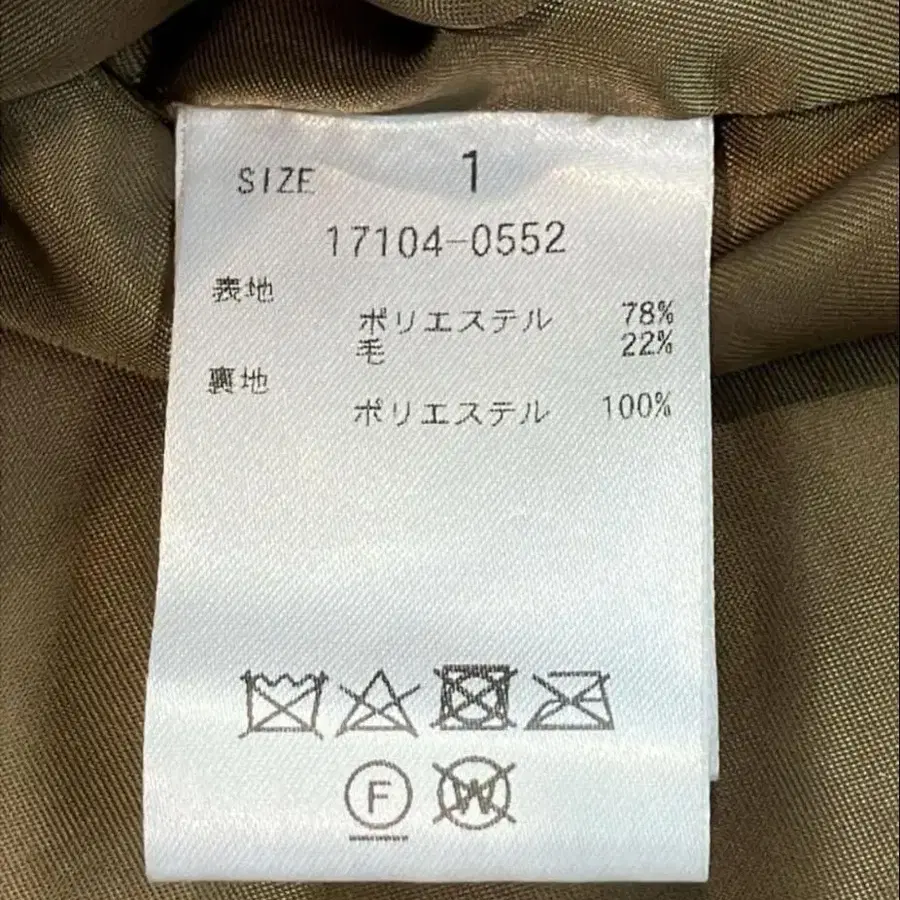 SIZE 1
17104-0552
表地
ポリエステル 78%
毛 22%
裏地
ポリエステル 100%
F W